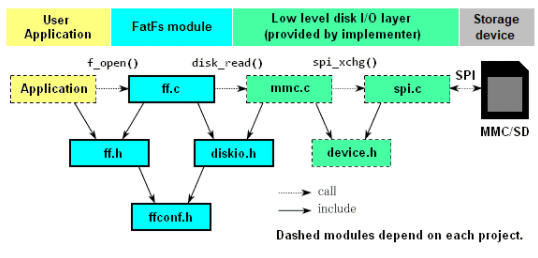 User
Application
FatFs module
Low level disk I/O layer
(provided by implementer)
Storage
device
f_open()
disk_read()
spi_xchg()
Application
ff.c
mmc.c
spi.c
SPI
MMC/SD
ff.h
diskio.h
device.h
call
include
ffconf.h
Dashed modules depend on each project.